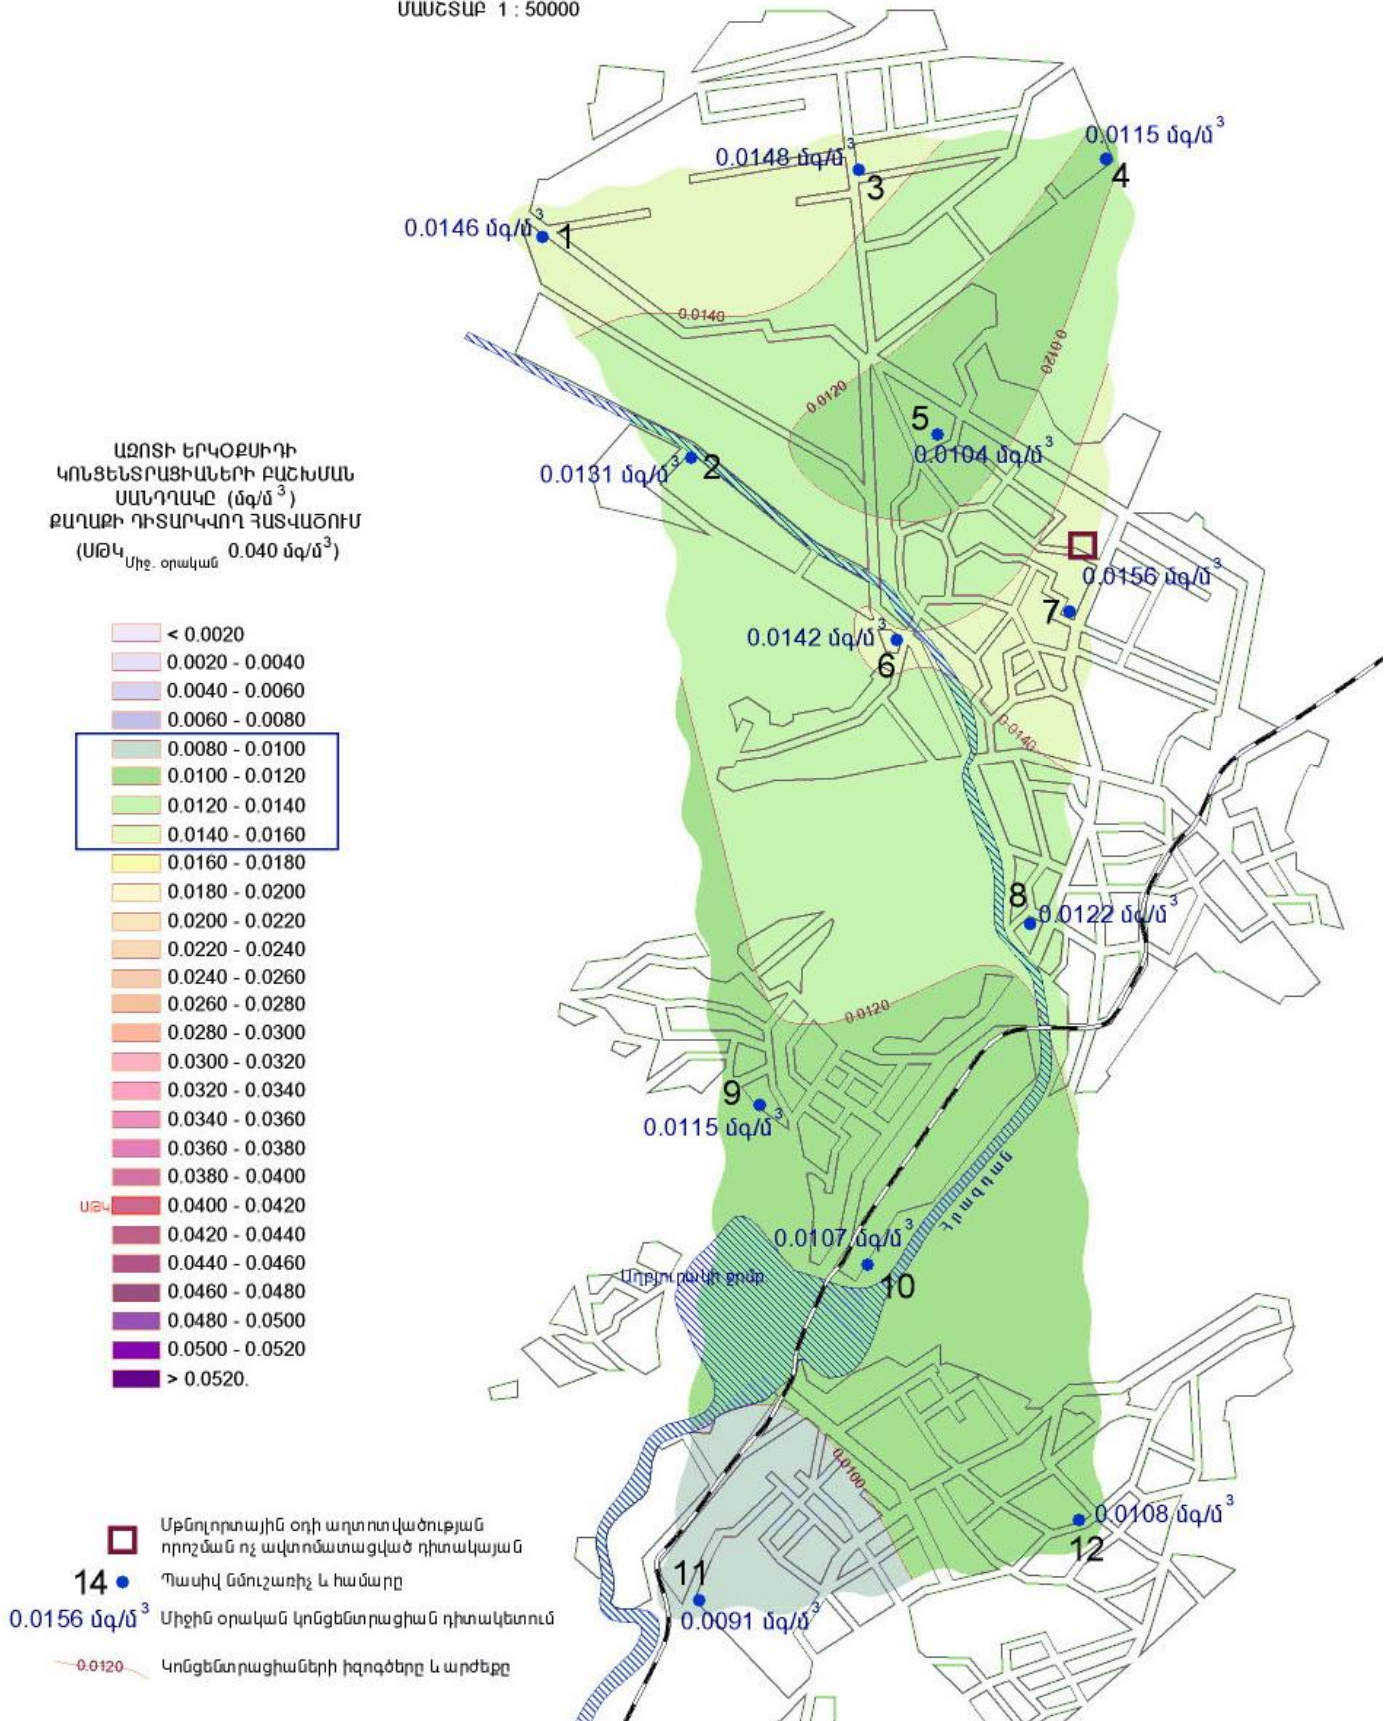 ՄԱՍՇՏԱԲ 1 : 50000
0.0115 մգ/մ³
4
0.0148 մգ/մ³
3
0.0146 մգ/մ³
1
0.0140
0.0120
0.0120
5
0.0104 մգ/մ³
0.0131 մգ/մ³
2
0.0156 մգ/մ³
7
0.0142 մգ/մ³
6
0.0140
8
0.0122 մգ/մ³
0.0120
9
0.0115 մգ/մ³
0.0107 մգ/մ³
10
0.0100
0.0108 մգ/մ³
12
11
0.0091 մգ/մ³
ԱԶՈՏԻ ԵՐԿՕՔՍԻԴԻ
ԿՈՆՑԵՆՏՐԱՑԻԱՆԵՐԻ ԲԱՇԽՄԱՆ
ՍԱՆԴՂԱԿԸ (մգ/մ³)
ՔԱՂԱՔԻ ԴԻՏԱՐԿՎՈՂ ՀԱՏՎԱԾՈՒՄ
(ՍԹԿ Միջ. օրական 0.040 մգ/մ³)
< 0.0020
0.0020 - 0.0040
0.0040 - 0.0060
0.0060 - 0.0080
0.0080 - 0.0100
0.0100 - 0.0120
0.0120 - 0.0140
0.0140 - 0.0160
0.0160 - 0.0180
0.0180 - 0.0200
0.0200 - 0.0220
0.0220 - 0.0240
0.0240 - 0.0260
0.0260 - 0.0280
0.0280 - 0.0300
0.0300 - 0.0320
0.0320 - 0.0340
0.0340 - 0.0360
0.0360 - 0.0380
0.0380 - 0.0400
ՍԹԿ 0.0400 - 0.0420
0.0420 - 0.0440
0.0440 - 0.0460
0.0460 - 0.0480
0.0480 - 0.0500
0.0500 - 0.0520
> 0.0520.
Մթնոլորտային օդի աղտոտվածության
որոշման ոչ ավտոմատացված դիտակայան
14 Պասիվ նմուշառիչ և համարը
0.0156 մգ/մ³ Միջին օրական կոնցենտրացիան դիտակետում
0.0120 Կոնցենտրացիաների իզոգծերը և արժեքը